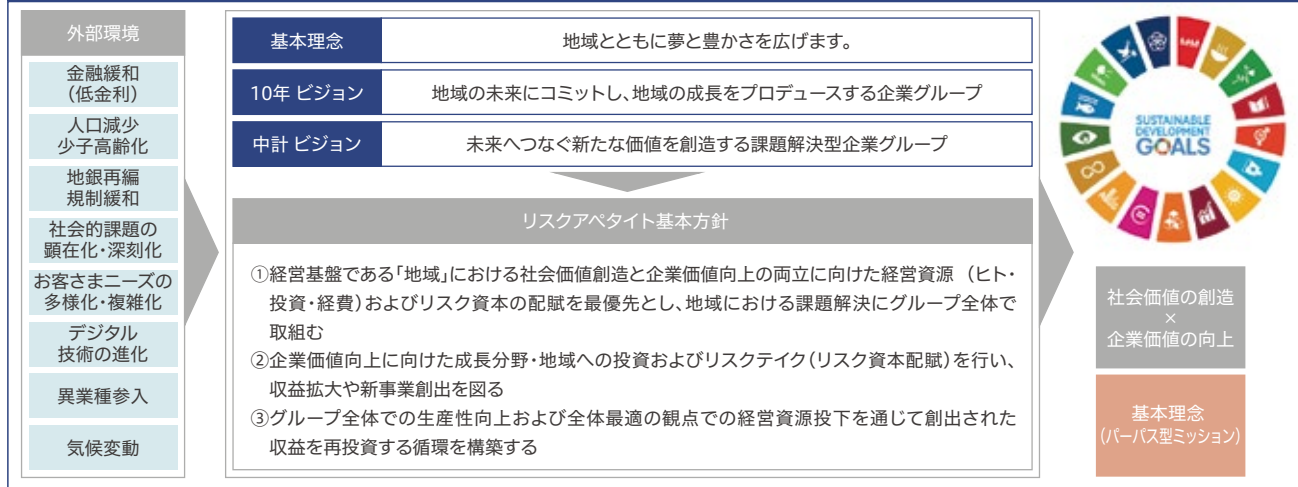 外部環境
金融緩和
(低金利)
人口減少
少子高齢化
地銀再編
規制緩和
社会的課題の
顕在化・深刻化
お客さまニーズの
多様化・複雑化
デジタル
技術の進化
異業種参入
気候変動
基本理念
地域とともに夢と豊かさを広げます。
10年 ビジョン
地域の未来にコミットし、地域の成長をプロデュースする企業グループ
中計 ビジョン
未来へつなぐ新たな価値を創造する課題解決型企業グループ
リスクアペタイト基本方針
①経営基盤である「地域」における社会価値創造と企業価値向上の両立に向けた経営資源 (ヒト・
投資・経費)およびリスク資本の配賦を最優先とし、地域における課題解決にグループ全体で
取組む
②企業価値向上に向けた成長分野・地域への投資およびリスクテイク(リスク資本配賦)を行い、
収益拡大や新事業創出を図る
③グループ全体での生産性向上および全体最適の観点での経営資源投下を通じて創出された
収益を再投資する循環を構築する
SUSTAINABLE
DEVELOPMENT
GOALS
社会価値の創造
×
企業価値の向上
基本理念
(パーパス型ミッション)